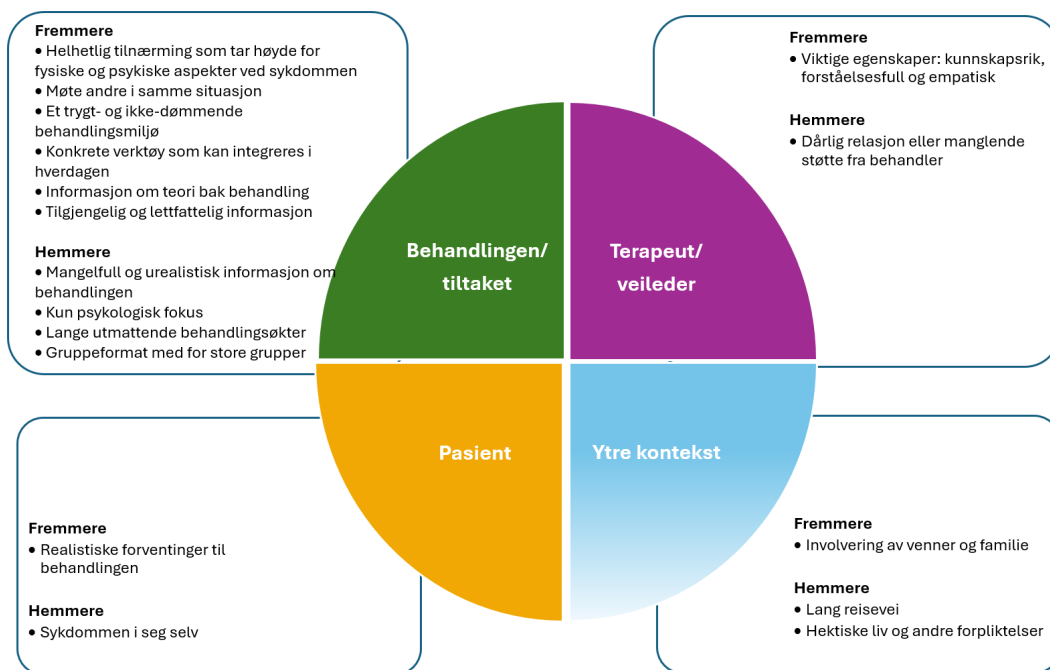 Fremmere
• Helhetlig tilnærming som tar høyde for
fysiske og psykiske aspekter ved sykdommen
• Møte andre i samme situasjon
• Et trygt- og ikke-dømmende
behandlingsmiljø
• Konkrete verktøy som kan integreres i
hverdagen
• Informasjon om teori bak behandling
• Tilgjengelig og lettfattelig informasjon
Hemmere
• Mangelfull og urealistisk informasjon om
behandlingen
• Kun psykologisk fokus
• Lange utmattende behandlingsøkter
• Gruppeformat med for store grupper
Fremmere
• Viktige egenskaper: kunnskapsrik,
forståelsesfull og empatisk
Hemmere
• Dårlig relasjon eller manglende
støtte fra behandler
Behandlingen/
tiltaket
Terapeut/
veileder
Pasient
Ytre kontekst
Fremmere
• Realistiske forventinger til
behandlingen
Hemmere
• Sykdommen i seg selv
Fremmere
• Involvering av venner og familie
Hemmere
• Lang reisevei
• Hektiske liv og andre forpliktelser